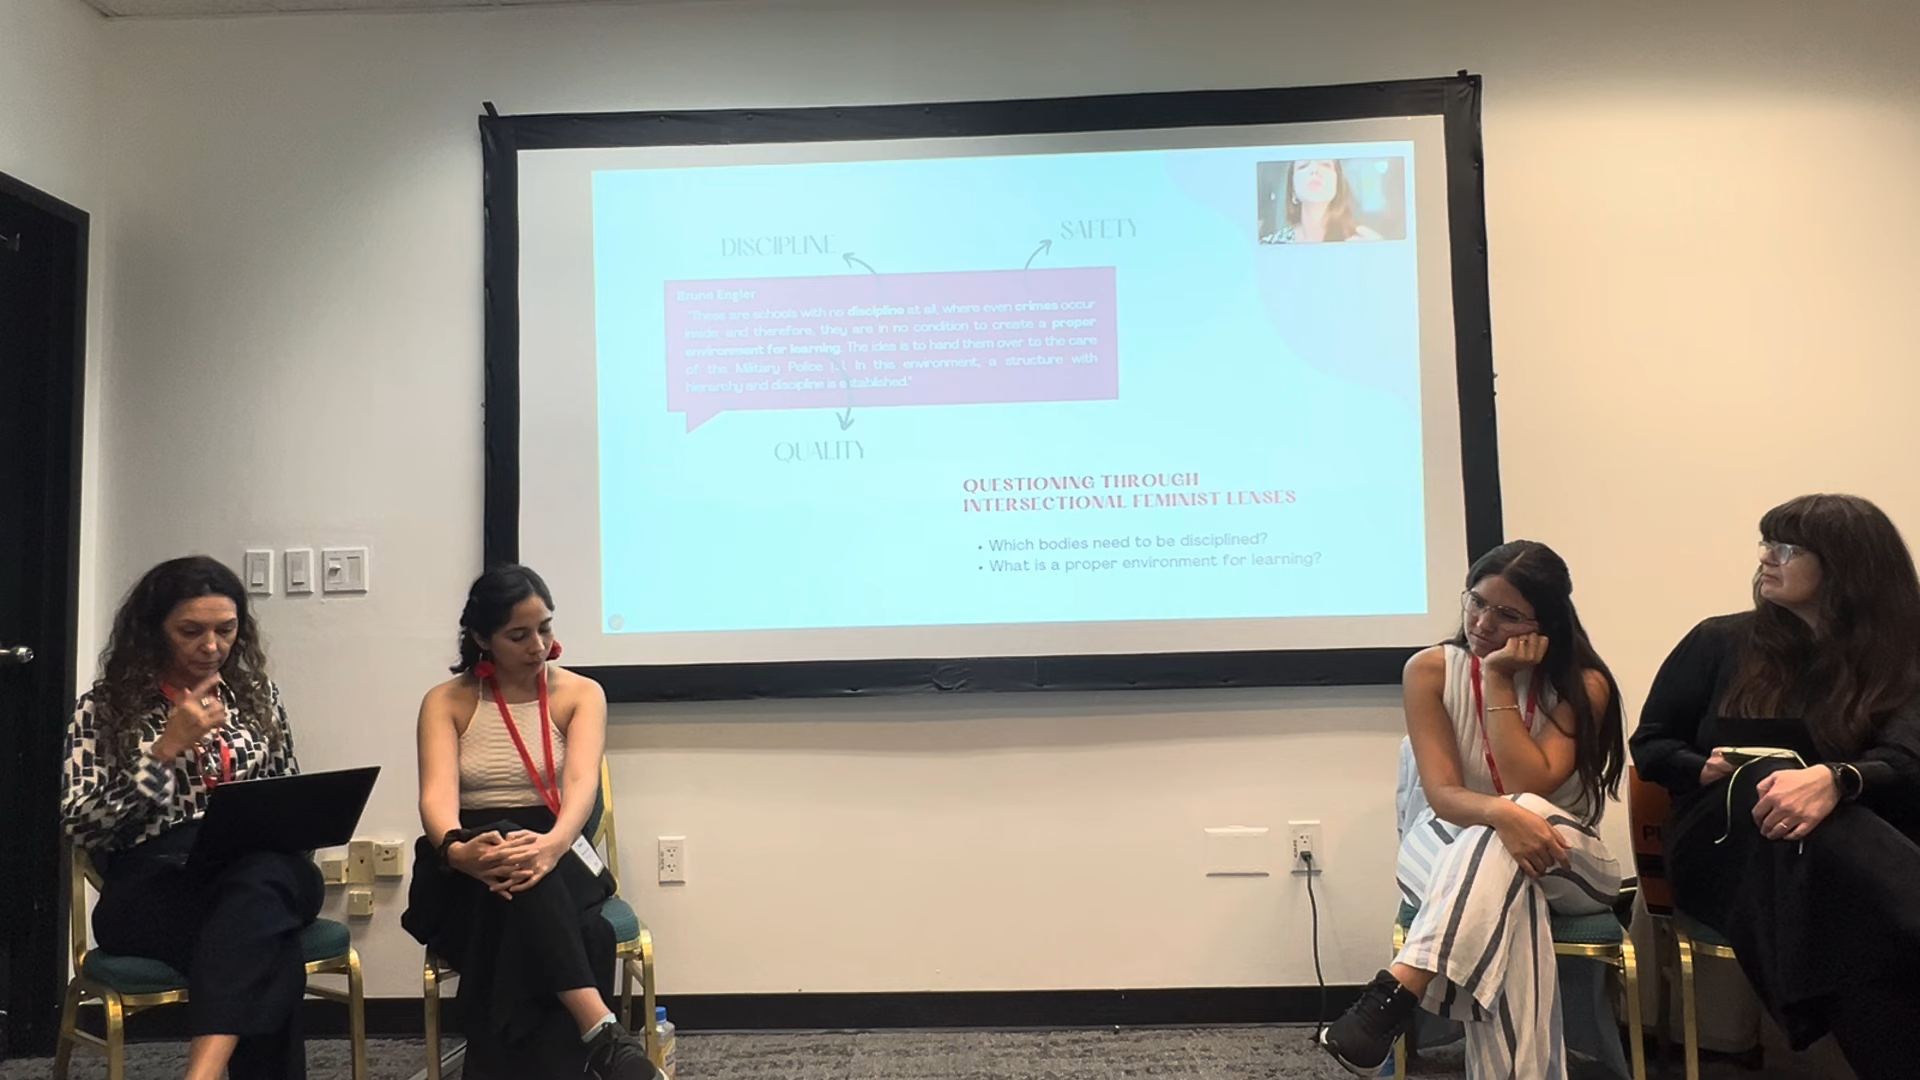 DISCIPLINE
SAFETY
Bruno Engler
"These are schools with no discipline at all, where even crimes occur
inside, and therefore, they are in no condition to create a proper
environment for learning. The idea is to hand them over to the care
of the Military Police [...]. In this environment, a structure with
hierarchy and discipline is established."
QUALITY
QUESTIONING THROUGH
INTERSECTIONAL FEMINIST LENSES
• Which bodies need to be disciplined?
• What is a proper environment for learning?